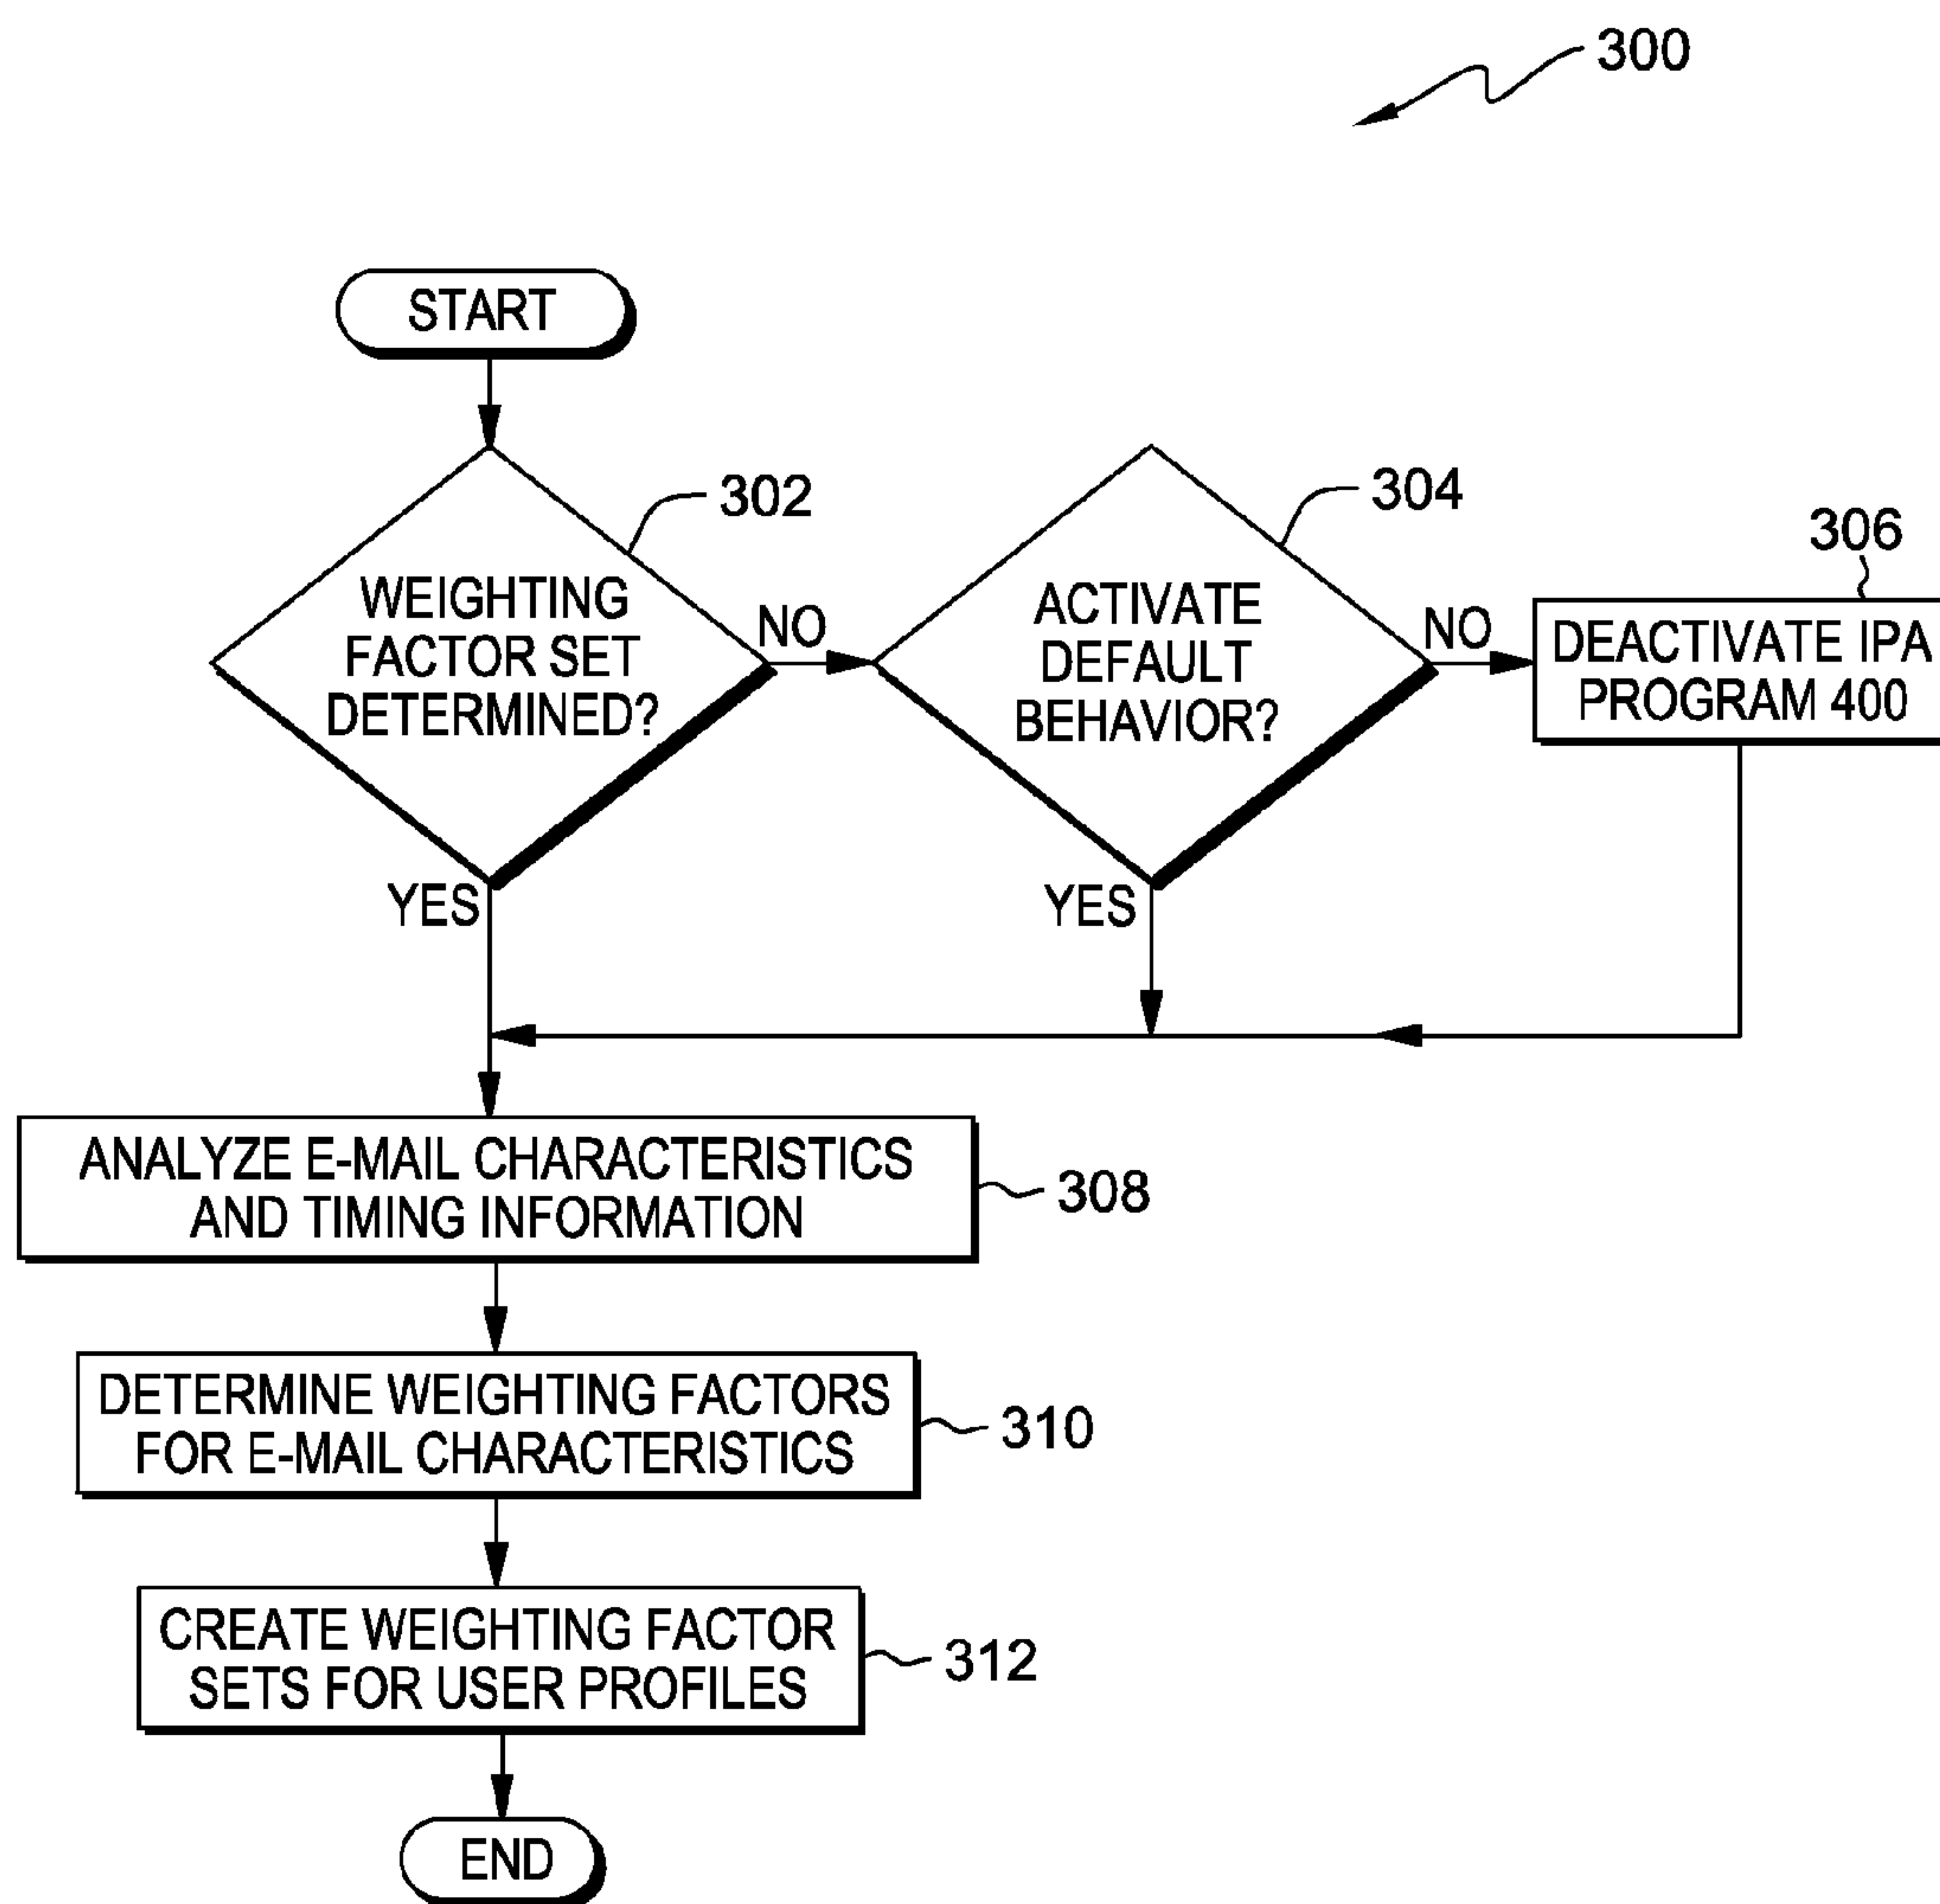 300
START
302
WEIGHTING
FACTOR SET
DETERMINED?
NO
YES
304
ACTIVATE
DEFAULT
BEHAVIOR?
NO
YES
306
DEACTIVATE IPA
PROGRAM 400
ANALYZE E-MAIL CHARACTERISTICS
AND TIMING INFORMATION
308
DETERMINE WEIGHTING FACTORS
FOR E-MAIL CHARACTERISTICS
310
CREATE WEIGHTING FACTOR
SETS FOR USER PROFILES
312
END